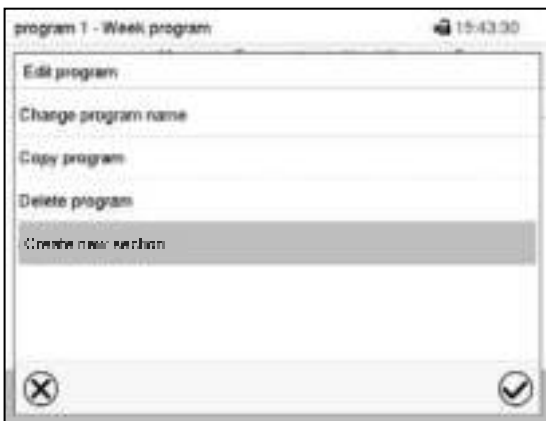 program 1 - Week program 15:43:30
Edit program
Change program name
Copy program
Delete program
Create new section